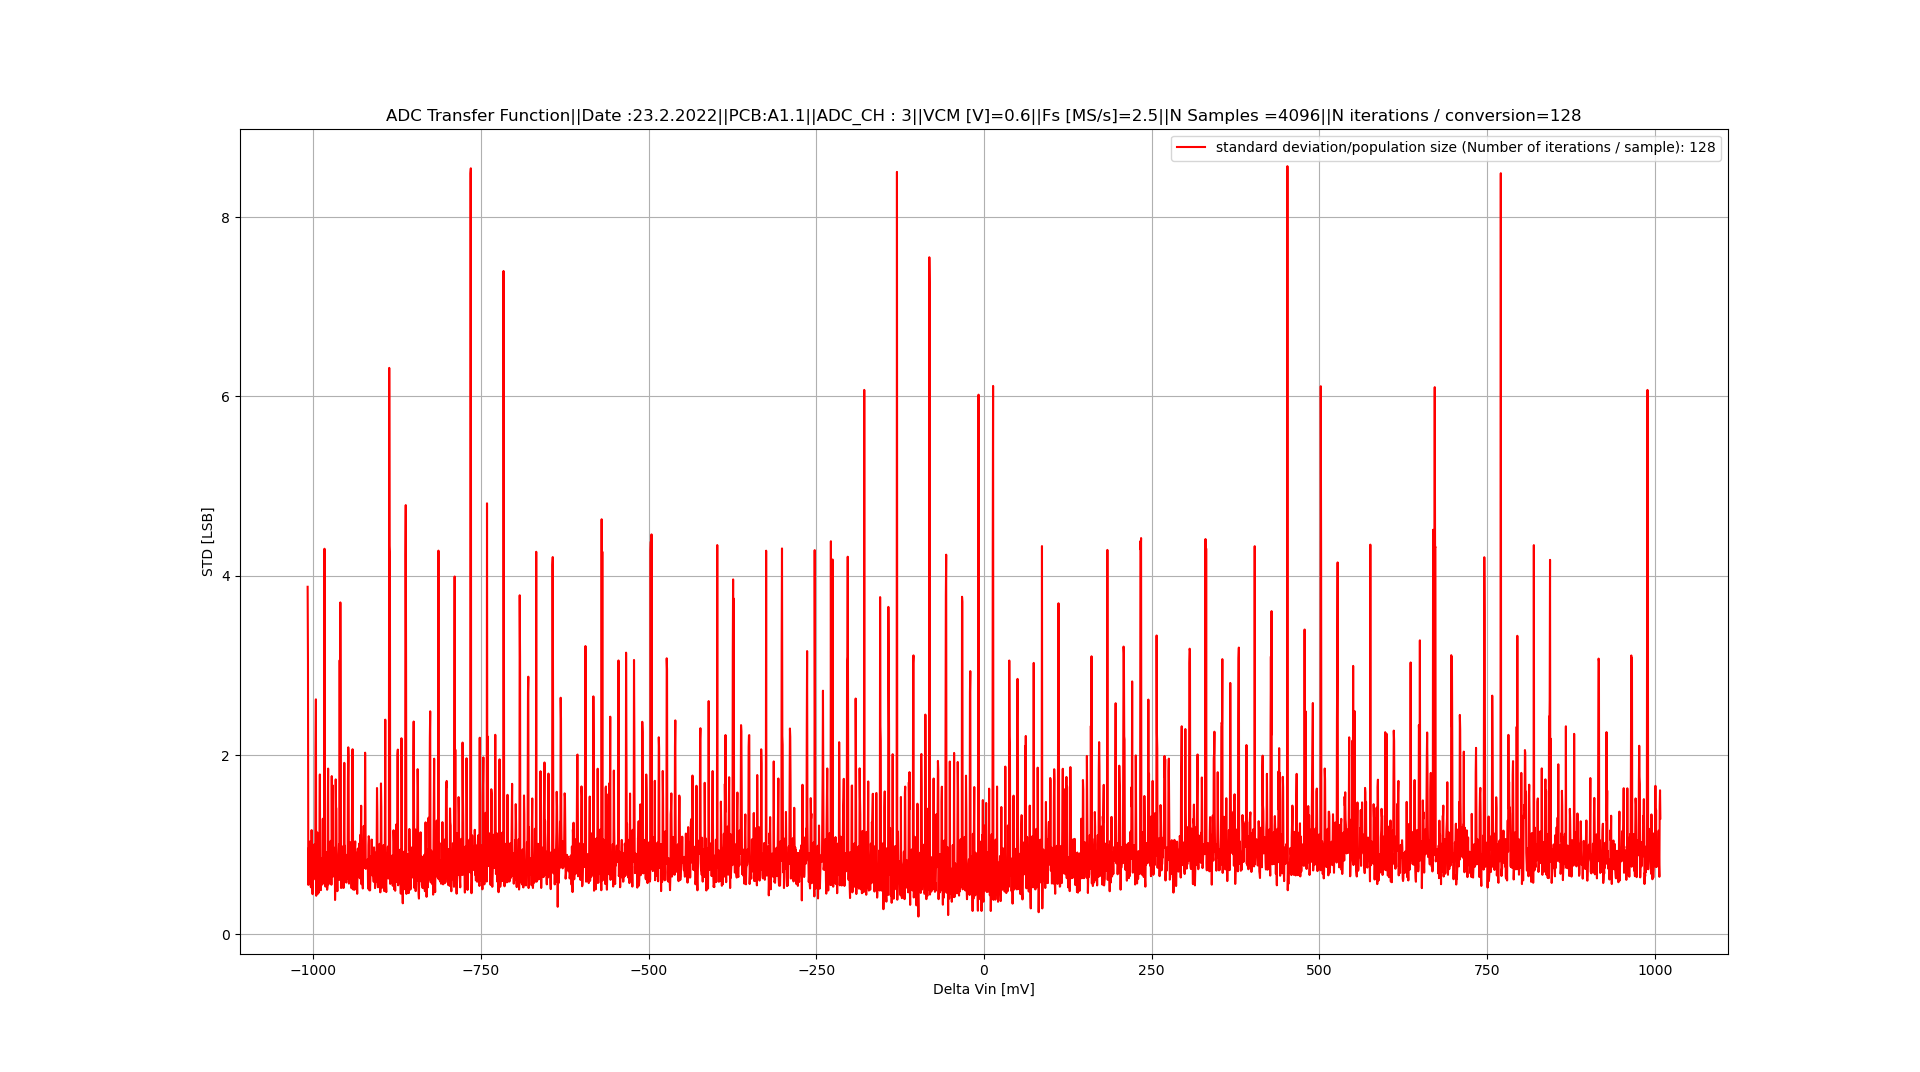 ADC Transfer Function||Date :23.2.2022||PCB:A1.1||ADC_CH : 3||VCM [V]=0.6||Fs [MS/s]=2.5||N Samples =4096||N iterations / conversion=128
standard deviation/population size (Number of iterations / sample): 128
8
6
4
2
0
STD [LSB]
−1000 −750 −500 −250 0 250 500 750 1000
Delta Vin [mV]